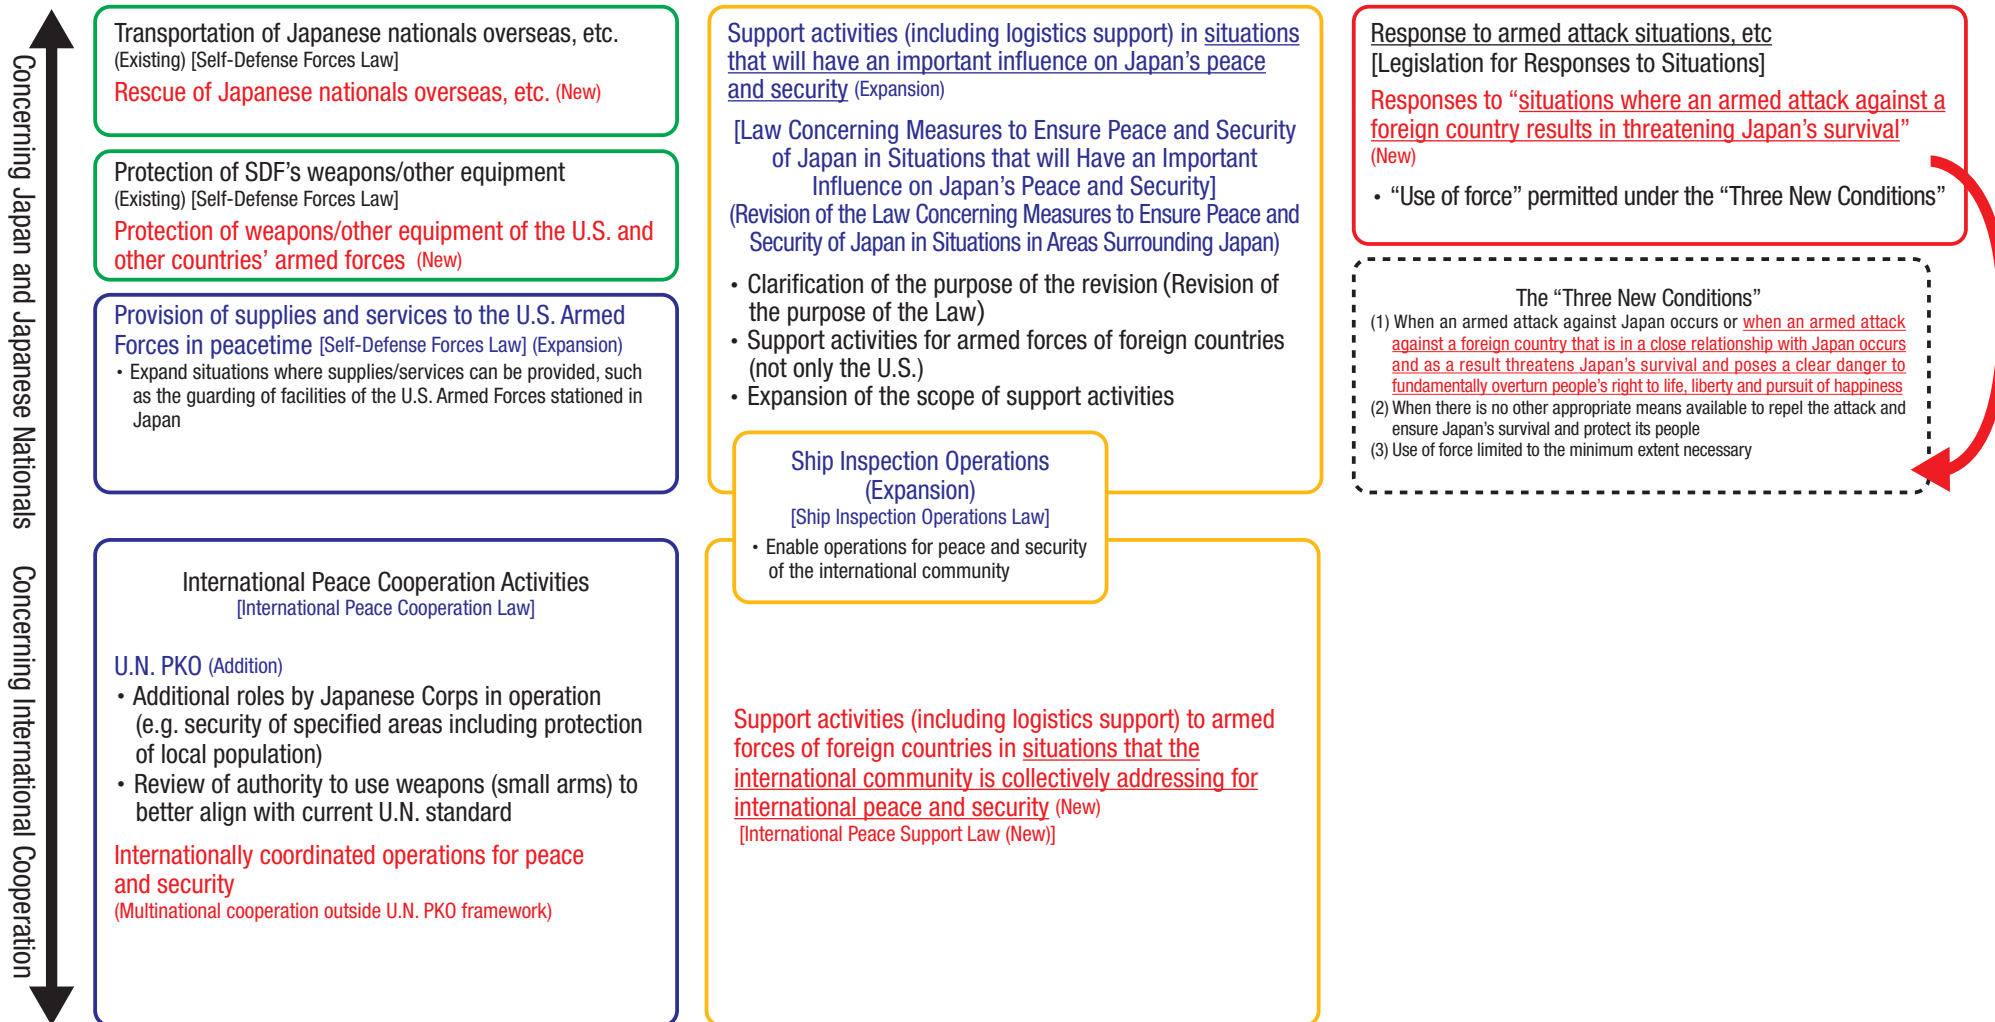 Concerning Japan and Japanese Nationals
Concerning International Cooperation
Transportation of Japanese nationals overseas, etc.
(Existing) [Self-Defense Forces Law]
Rescue of Japanese nationals overseas, etc. (New)
Protection of SDF's weapons/other equipment
(Existing) [Self-Defense Forces Law]
Protection of weapons/other equipment of the U.S. and
other countries' armed forces (New)
Provision of supplies and services to the U.S. Armed
Forces in peacetime [Self-Defense Forces Law] (Expansion)
• Expand situations where supplies/services can be provided, such
as the guarding of facilities of the U.S. Armed Forces stationed in
Japan
International Peace Cooperation Activities
[International Peace Cooperation Law]
U.N. PKO (Addition)
• Additional roles by Japanese Corps in operation
(e.g. security of specified areas including protection
of local population)
• Review of authority to use weapons (small arms) to
better align with current U.N. standard
Internationally coordinated operations for peace
and security
(Multinational cooperation outside U.N. PKO framework)
Support activities (including logistics support) in situations
that will have an important influence on Japan's peace
and security (Expansion)
[Law Concerning Measures to Ensure Peace and Security
of Japan in Situations that will Have an Important
Influence on Japan's Peace and Security]
(Revision of the Law Concerning Measures to Ensure Peace and
Security of Japan in Situations in Areas Surrounding Japan)
• Clarification of the purpose of the revision (Revision of
the purpose of the Law)
• Support activities for armed forces of foreign countries
(not only the U.S.)
• Expansion of the scope of support activities
Ship Inspection Operations
(Expansion)
[Ship Inspection Operations Law]
• Enable operations for peace and security
of the international community
Support activities (including logistics support) to armed
forces of foreign countries in situations that the
international community is collectively addressing for
international peace and security (New)
[International Peace Support Law (New)]
Response to armed attack situations, etc
[Legislation for Responses to Situations]
Responses to “situations where an armed attack against a
foreign country results in threatening Japan's survival”
(New)
• “Use of force” permitted under the “Three New Conditions”
The “Three New Conditions”
(1) When an armed attack against Japan occurs or when an armed attack
against a foreign country that is in a close relationship with Japan occurs
and as a result threatens Japan's survival and poses a clear danger to
fundamentally overturn people's right to life, liberty and pursuit of happiness
(2) When there is no other appropriate means available to repel the attack and
ensure Japan's survival and protect its people
(3) Use of force limited to the minimum extent necessary